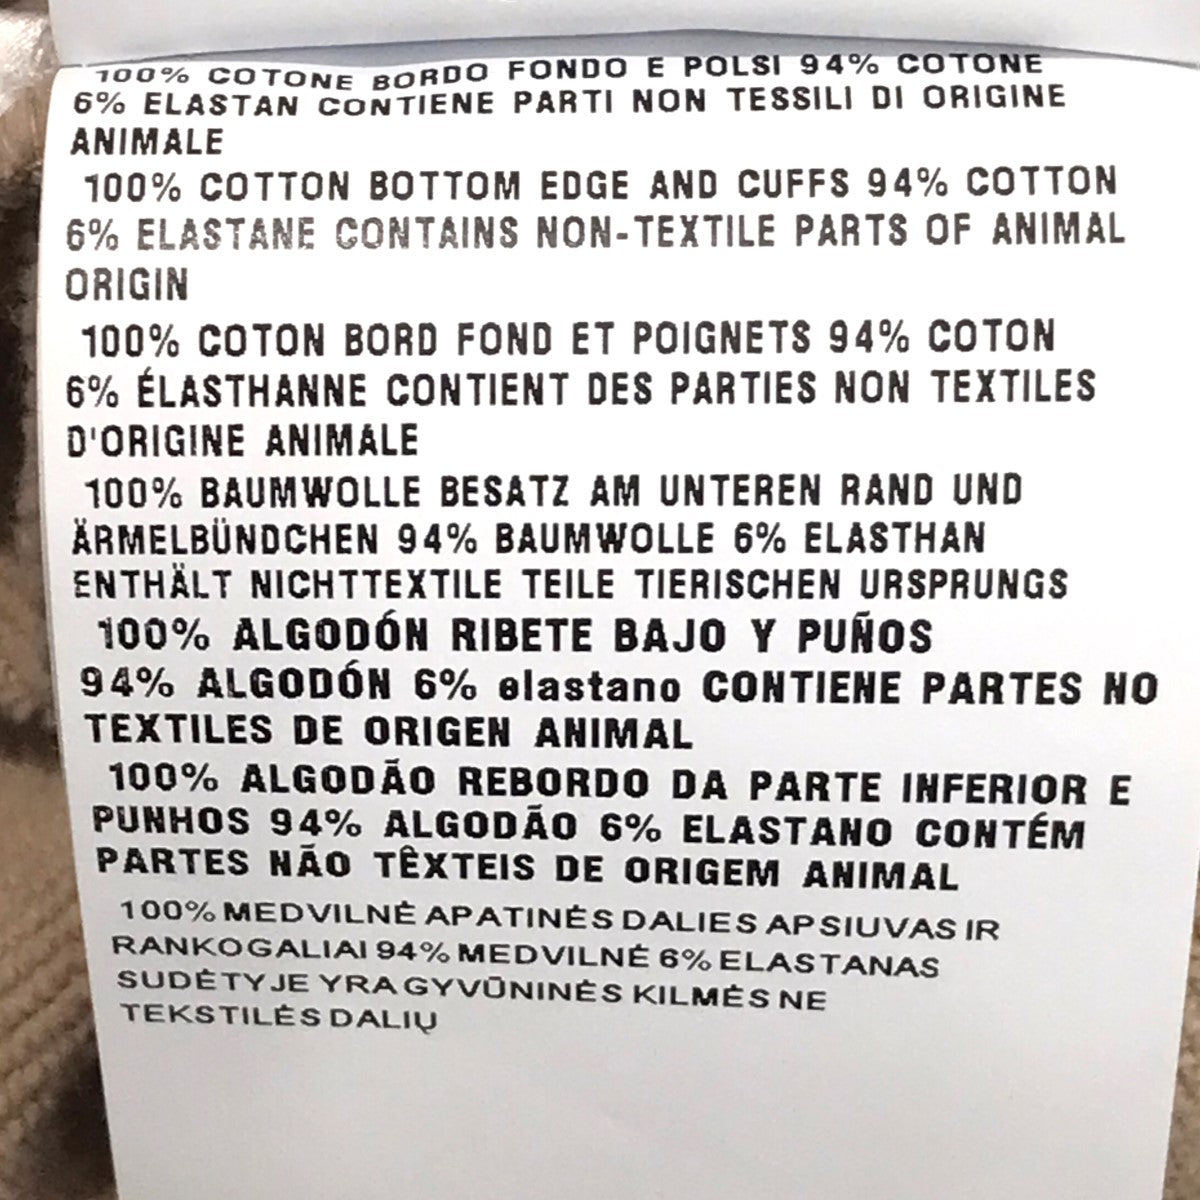 100% COTONE BORDO FONDO E POLSI 94% COTONE
6% ELASTAN CONTIENE PARTI NON TESSILI DI ORIGINE
ANIMALE
100% COTTON BOTTOM EDGE AND CUFFS 94% COTTON
6% ELASTANE CONTAINS NON-TEXTILE PARTS OF ANIMAL
ORIGIN
100% COTON BORD FOND ET POIGNETS 94% COTON
6% ÉLASTHANNE CONTIENT DES PARTIES NON TEXTILES
D'ORIGINE ANIMALE
100% BAUMWOLLE BESATZ AM UNTEREN RAND UND
ÄRMELBÜNDCHEN 94% BAUMWOLLE 6% ELASTHAN
ENTHÄLT NICHTTEXTILE TEILE TIERISCHEN URSPRUNGS
100% ALGODÓN RIBETE BAJO Y PUÑOS
94% ALGODÓN 6% elastano CONTIENE PARTES NO
TEXTILES DE ORIGEN ANIMAL
100% ALGODÃO REBORDO DA PARTE INFERIOR E
PUNHOS 94% ALGODÃO 6% ELASTANO CONTÉM
PARTES NÃO TÊXTEIS DE ORIGEM ANIMAL
100% MEDVILNĖ APATINĖS DALIES APSIUVAS IR
RANKOGALIAI 94% MEDVILNĖ 6% ELASTANAS
SUDĖTYJE YRA GYVŪNINĖS KILMĖS NE
TEKSTILĖS DALIŲ